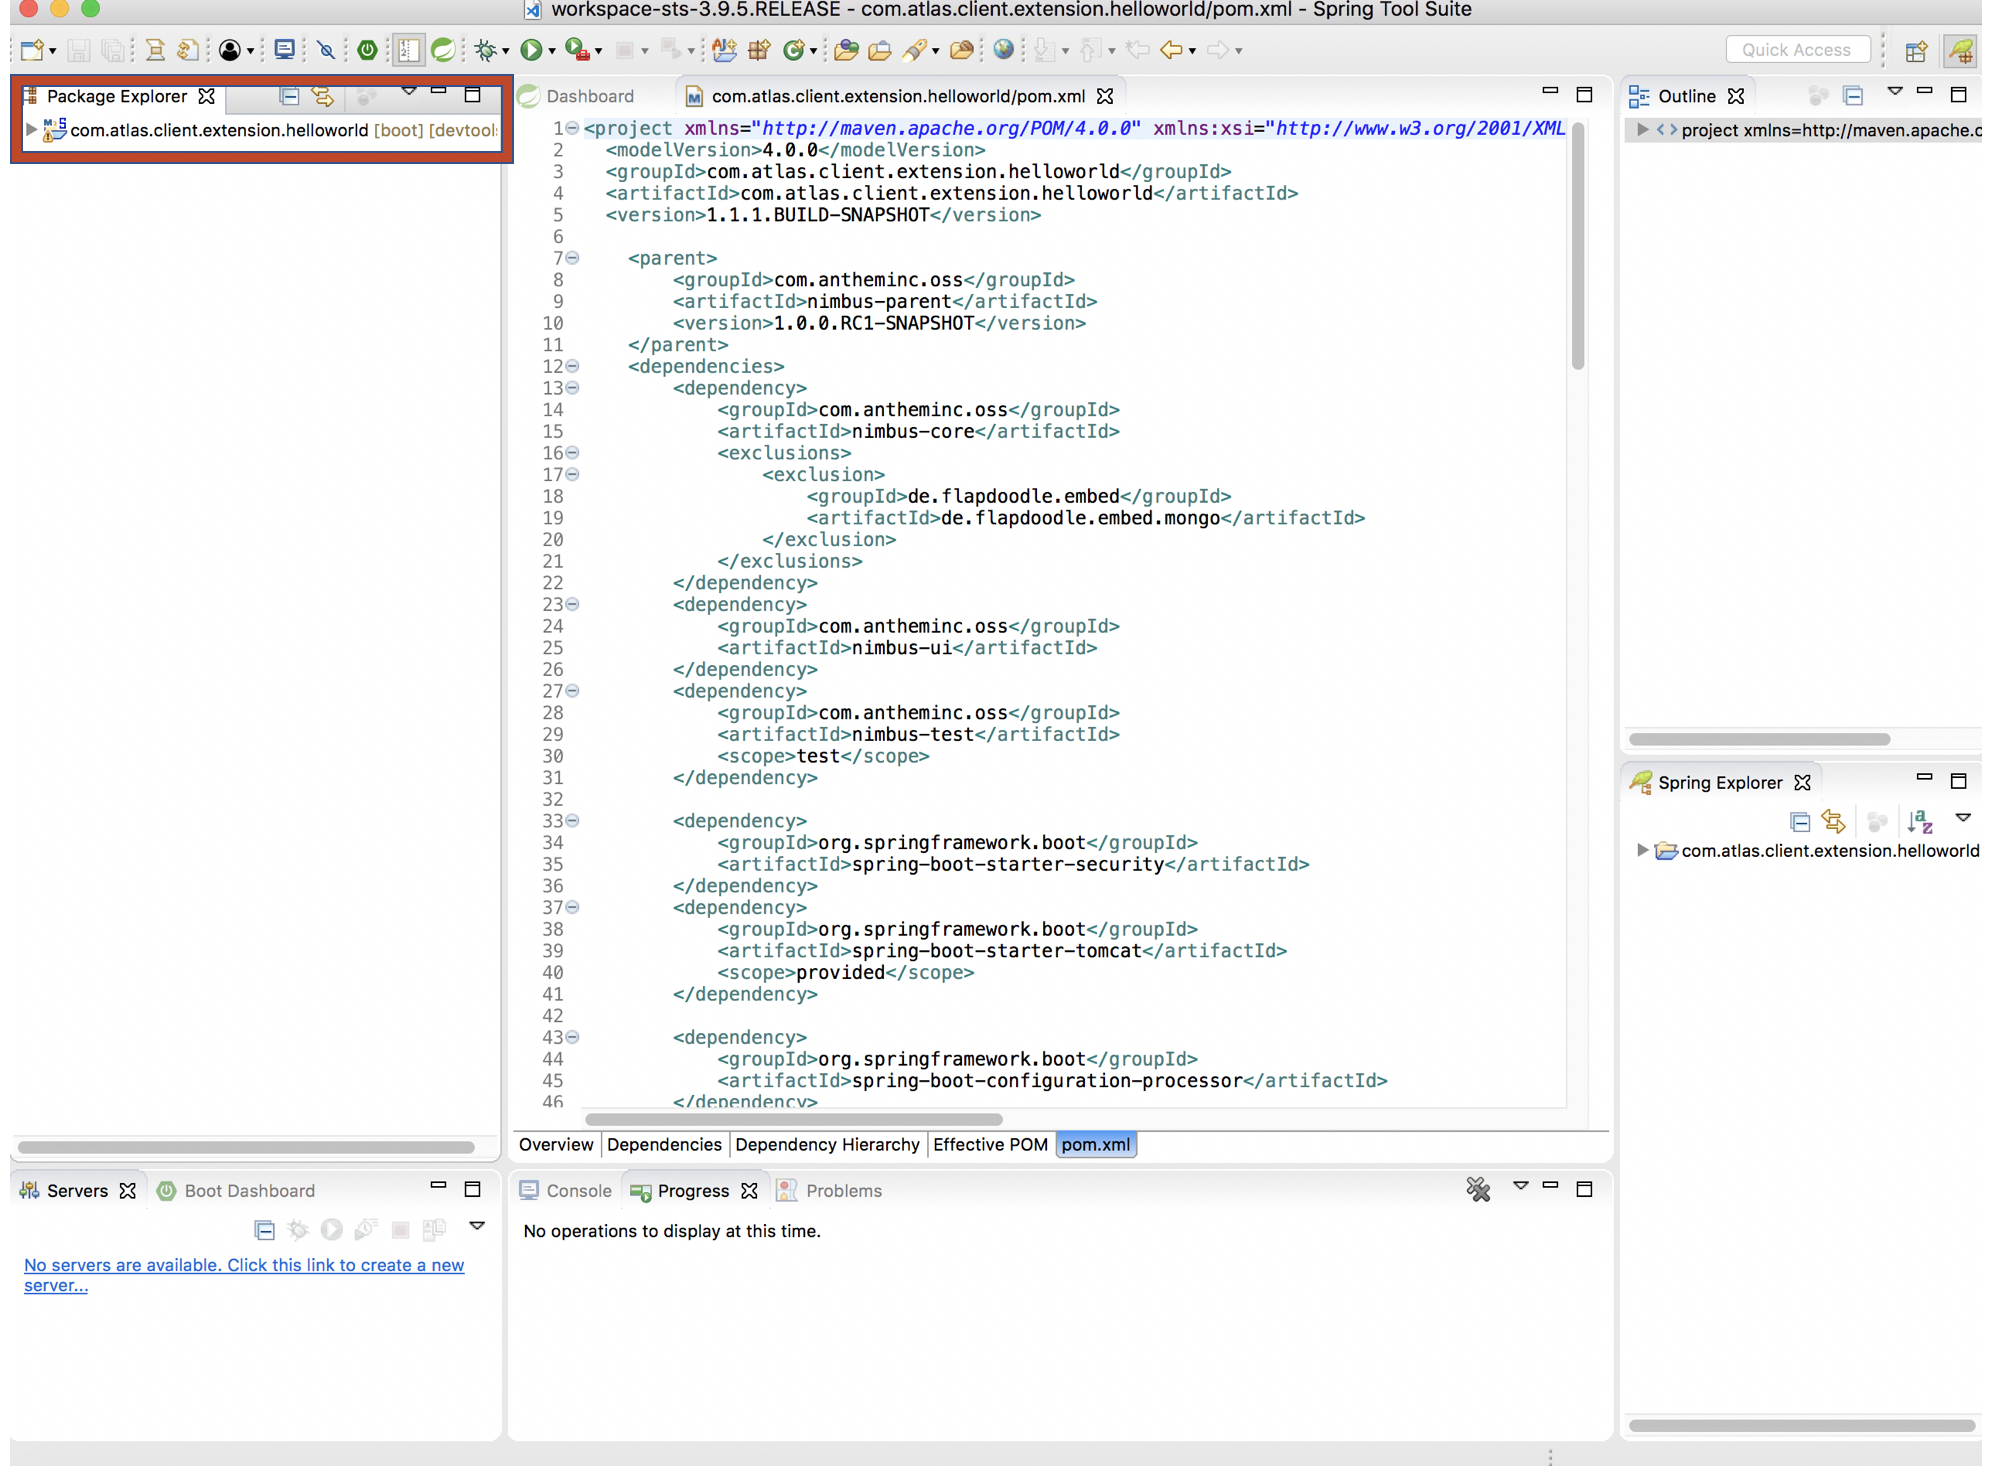 workspace-sts-3.9.5.RELEASE - com.atlas.client.extension.helloworld/pom.xml - Spring Tool Suite
Quick Access
Package Explorer
com.atlas.client.extension.helloworld [boot] [devtools
Dashboard
com.atlas.client.extension.helloworld/pom.xml
1 <project xmlns="http://maven.apache.org/POM/4.0.0" xmlns:xsi="http://www.w3.org/2001/XML
2 <modelVersion>4.0.0</modelVersion>
3 <groupId>com.atlas.client.extension.helloworld</groupId>
4 <artifactId>com.atlas.client.extension.helloworld</artifactId>
5 <version>1.1.1.BUILD-SNAPSHOT</version>
6
7 <parent>
8 <groupId>com.antheminc.oss</groupId>
9 <artifactId>nimbus-parent</artifactId>
10 <version>1.0.0.RC1-SNAPSHOT</version>
11 </parent>
12 <dependencies>
13 <dependency>
14 <groupId>com.antheminc.oss</groupId>
15 <artifactId>nimbus-core</artifactId>
16 <exclusions>
17 <exclusion>
18 <groupId>de.flapdoodle.embed</groupId>
19 <artifactId>de.flapdoodle.embed.mongo</artifactId>
20 </exclusion>
21 </exclusions>
22 </dependency>
23 <dependency>
24 <groupId>com.antheminc.oss</groupId>
25 <artifactId>nimbus-ui</artifactId>
26 </dependency>
27 <dependency>
28 <groupId>com.antheminc.oss</groupId>
29 <artifactId>nimbus-test</artifactId>
30 <scope>test</scope>
31 </dependency>
32
33 <dependency>
34 <groupId>org.springframework.boot</groupId>
35 <artifactId>spring-boot-starter-security</artifactId>
36 </dependency>
37 <dependency>
38 <groupId>org.springframework.boot</groupId>
39 <artifactId>spring-boot-starter-tomcat</artifactId>
40 <scope>provided</scope>
41 </dependency>
42
43 <dependency>
44 <groupId>org.springframework.boot</groupId>
45 <artifactId>spring-boot-configuration-processor</artifactId>
46 </dependency>
Overview Dependencies Dependency Hierarchy Effective POM pom.xml
Outline
project xmlns=http://maven.apache.o
Spring Explorer
com.atlas.client.extension.helloworld
Servers Boot Dashboard
No servers are available. Click this link to create a new
server...
Console Progress Problems
No operations to display at this time.